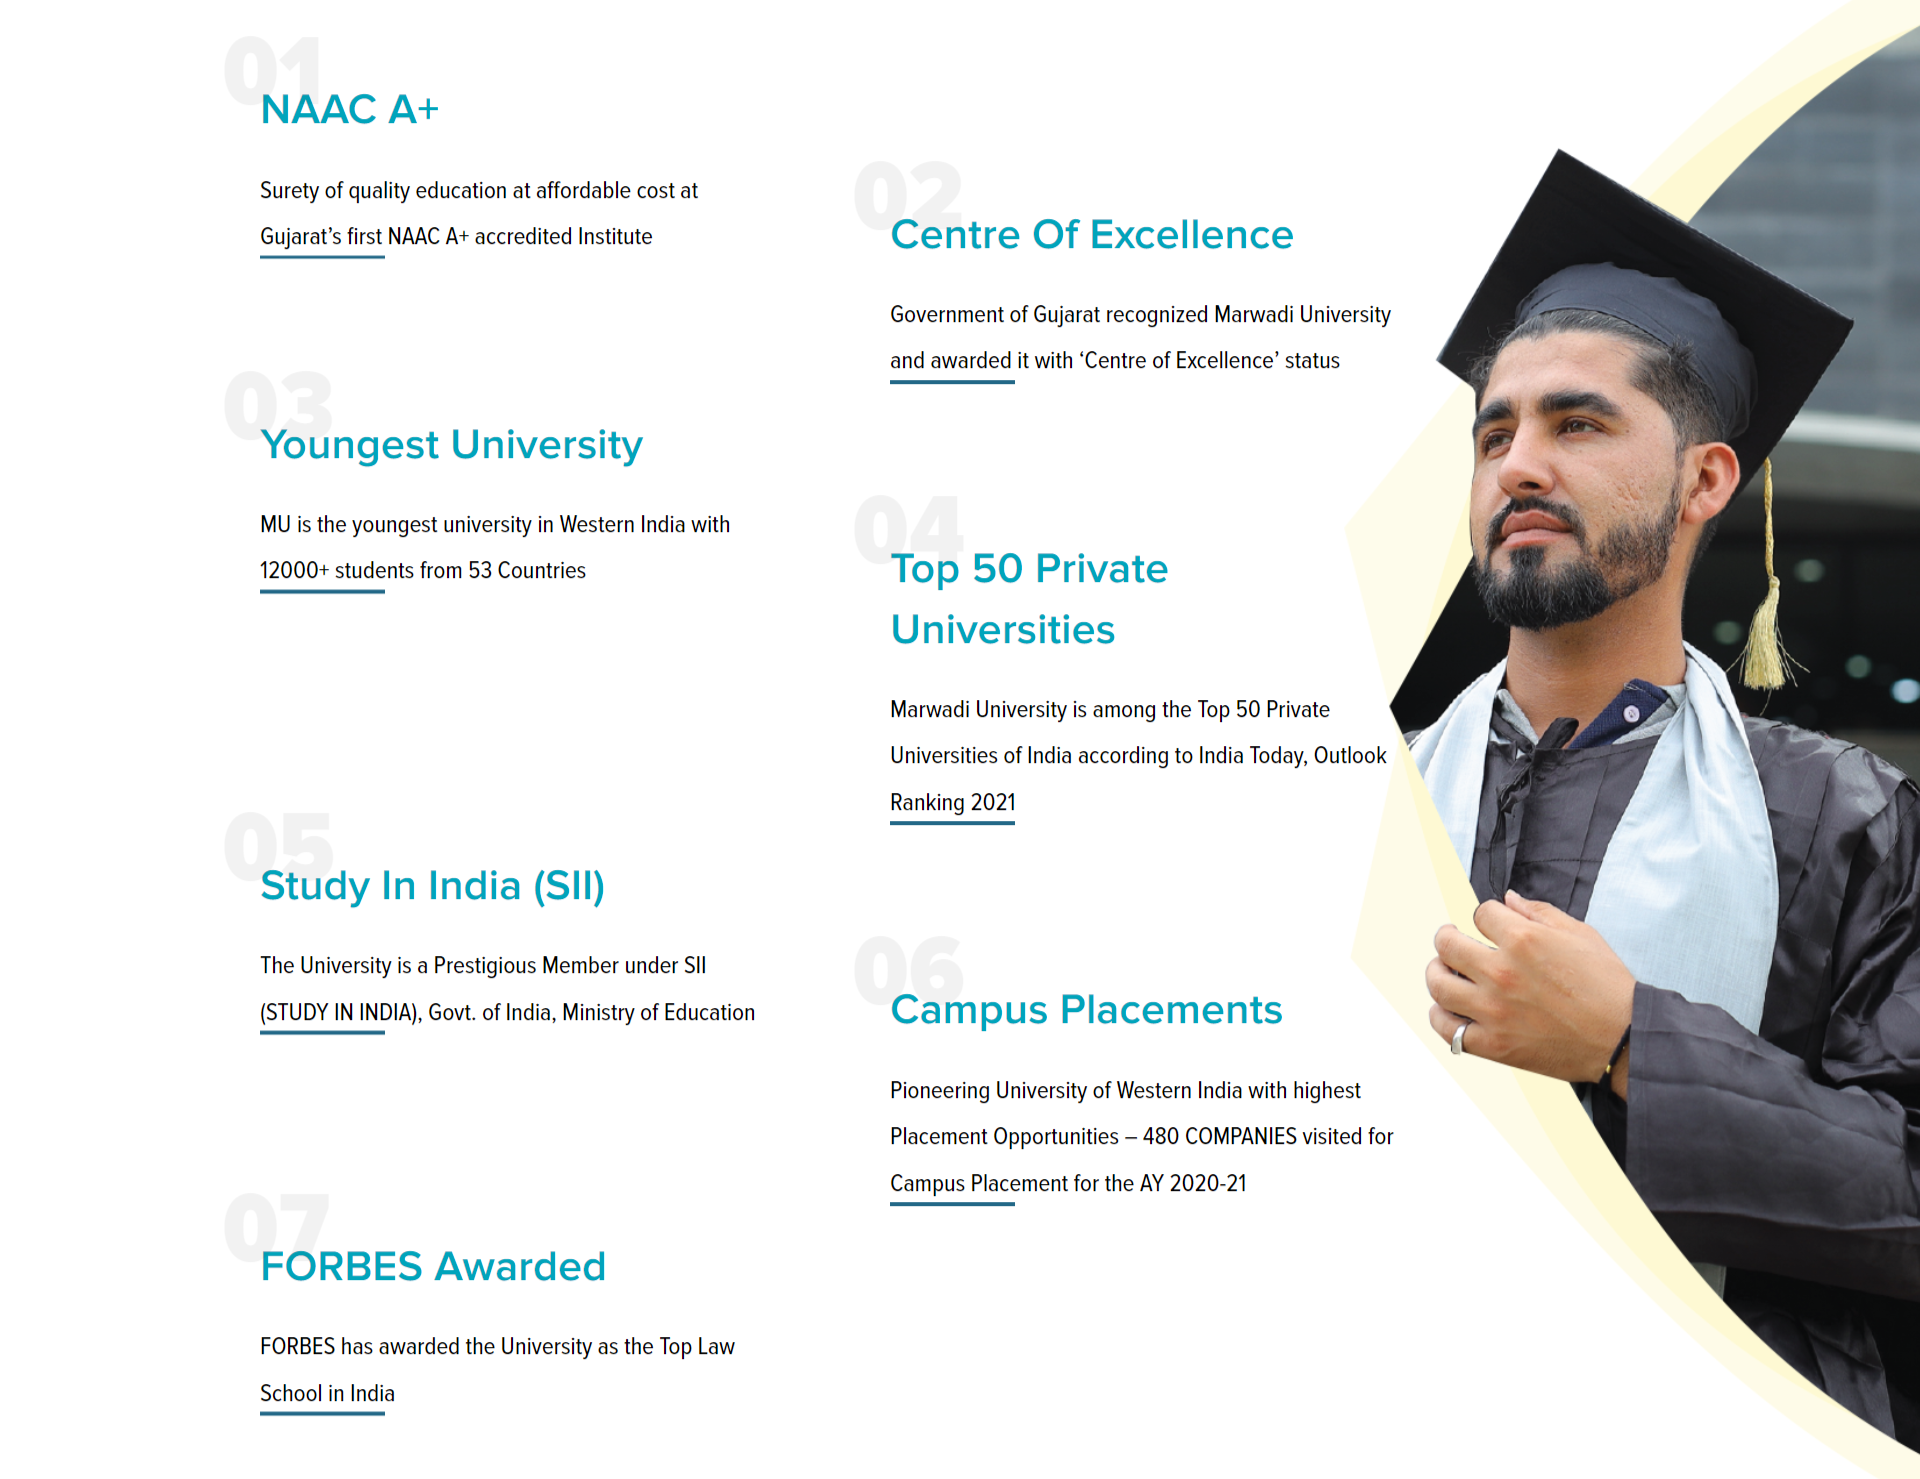 01
NAAC A+
Surety of quality education at affordable cost at
Gujarat’s first NAAC A+ accredited Institute
02
Centre Of Excellence
Government of Gujarat recognized Marwadi University
and awarded it with ‘Centre of Excellence’ status
03
Youngest University
MU is the youngest university in Western India with
12000+ students from 53 Countries
04
Top 50 Private
Universities
Marwadi University is among the Top 50 Private
Universities of India according to India Today, Outlook
Ranking 2021
05
Study In India (SII)
The University is a Prestigious Member under SII
(STUDY IN INDIA), Govt. of India, Ministry of Education
06
Campus Placements
Pioneering University of Western India with highest
Placement Opportunities – 480 COMPANIES visited for
Campus Placement for the AY 2020-21
07
FORBES Awarded
FORBES has awarded the University as the Top Law
School in India